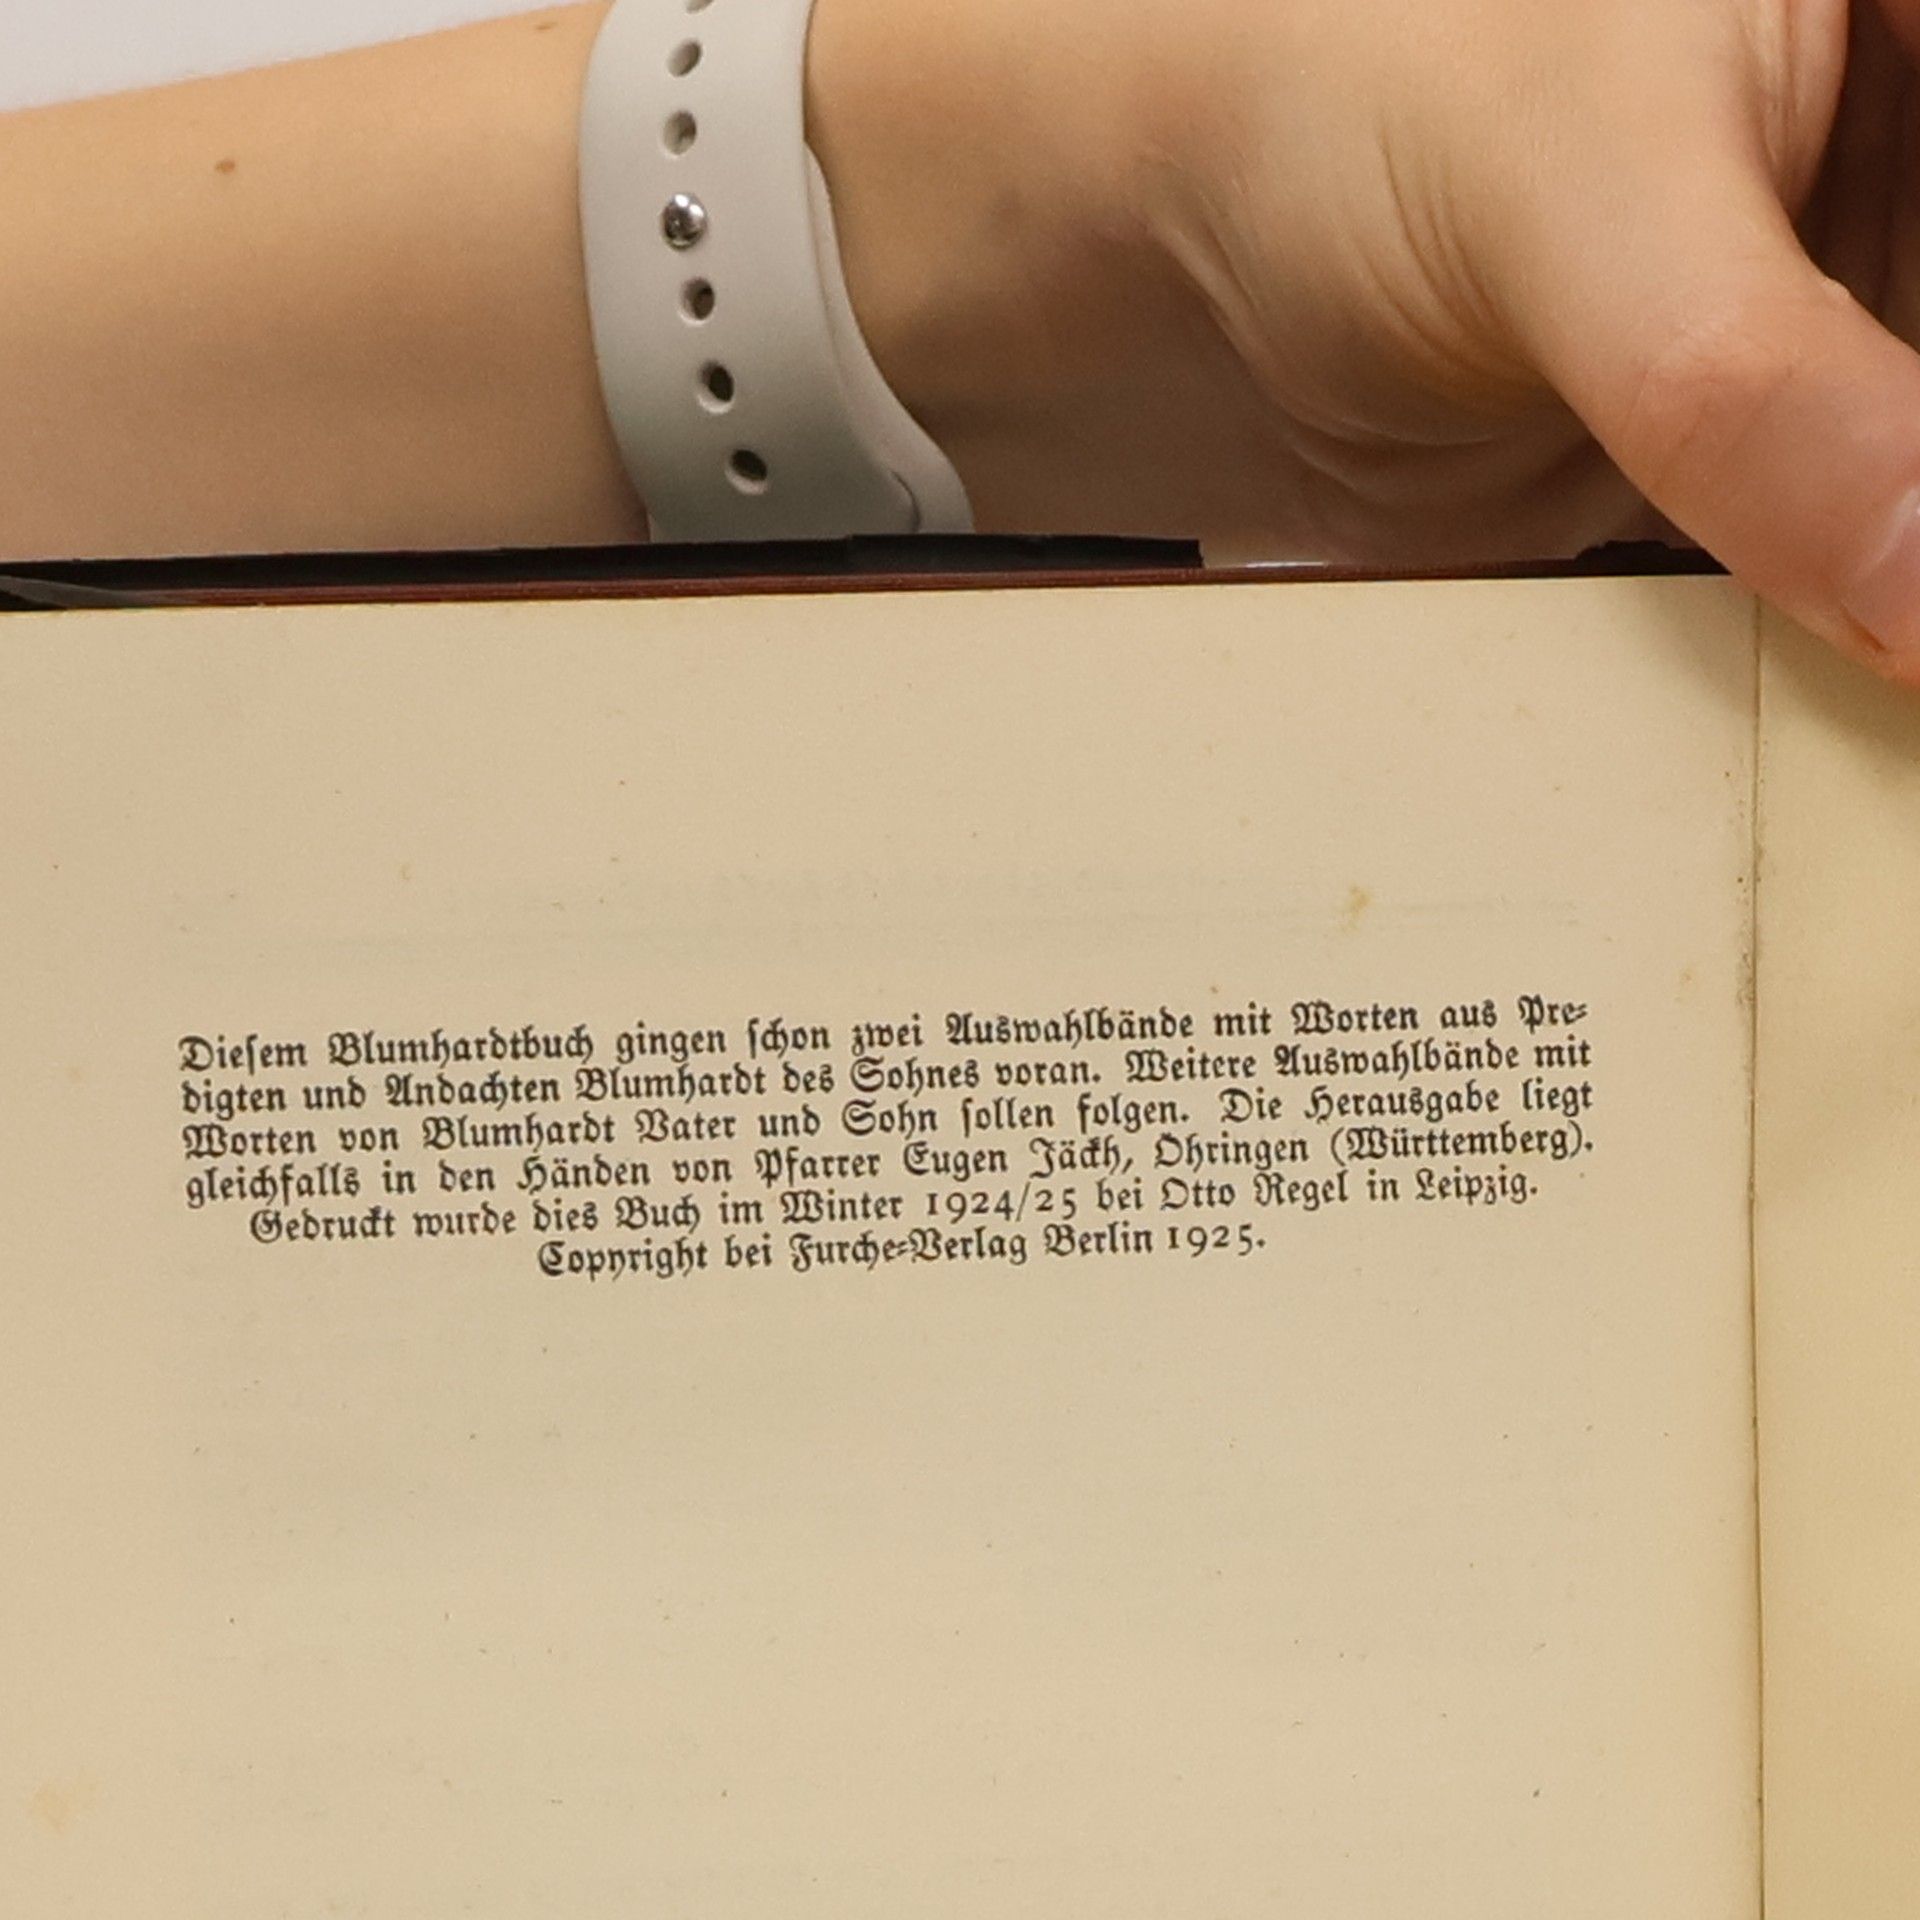 Dieſem Blumhardtbuch gingen ſchon zwei Auswahlbände mit Worten aus Pre⸗
digten und Andachten Blumhardt des Sohnes voran. Weitere Auswahlbände mit
Worten von Blumhardt Vater und Sohn ſollen folgen. Die Herausgabe liegt
gleichfalls in den Händen von Pfarrer Eugen Jäckh, Öhringen (Württemberg).
Gedruckt wurde dies Buch im Winter 1924/25 bei Otto Regel in Leipzig.
Copyright bei Furche⸗Verlag Berlin 1925.